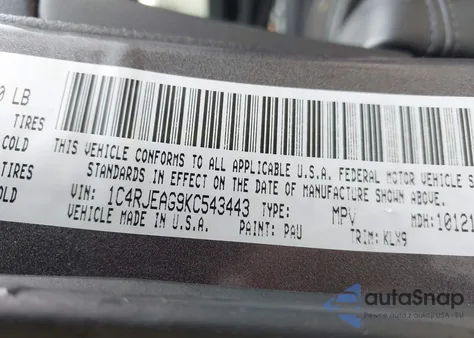 0 LB
TIRES
COLD
TIRES
COLD
THIS VEHICLE CONFORMS TO ALL APPLICABLE U.S.A. FEDERAL MOTOR VEHICLE S
STANDARDS IN EFFECT ON THE DATE OF MANUFACTURE SHOWN ABOVE.
VIN: 1C4RJEAG9KC543443 TYPE: MPV MDH: 10121
VEHICLE MADE IN U.S.A. PAINT: PAU TRIM: KLX9
autaSnap